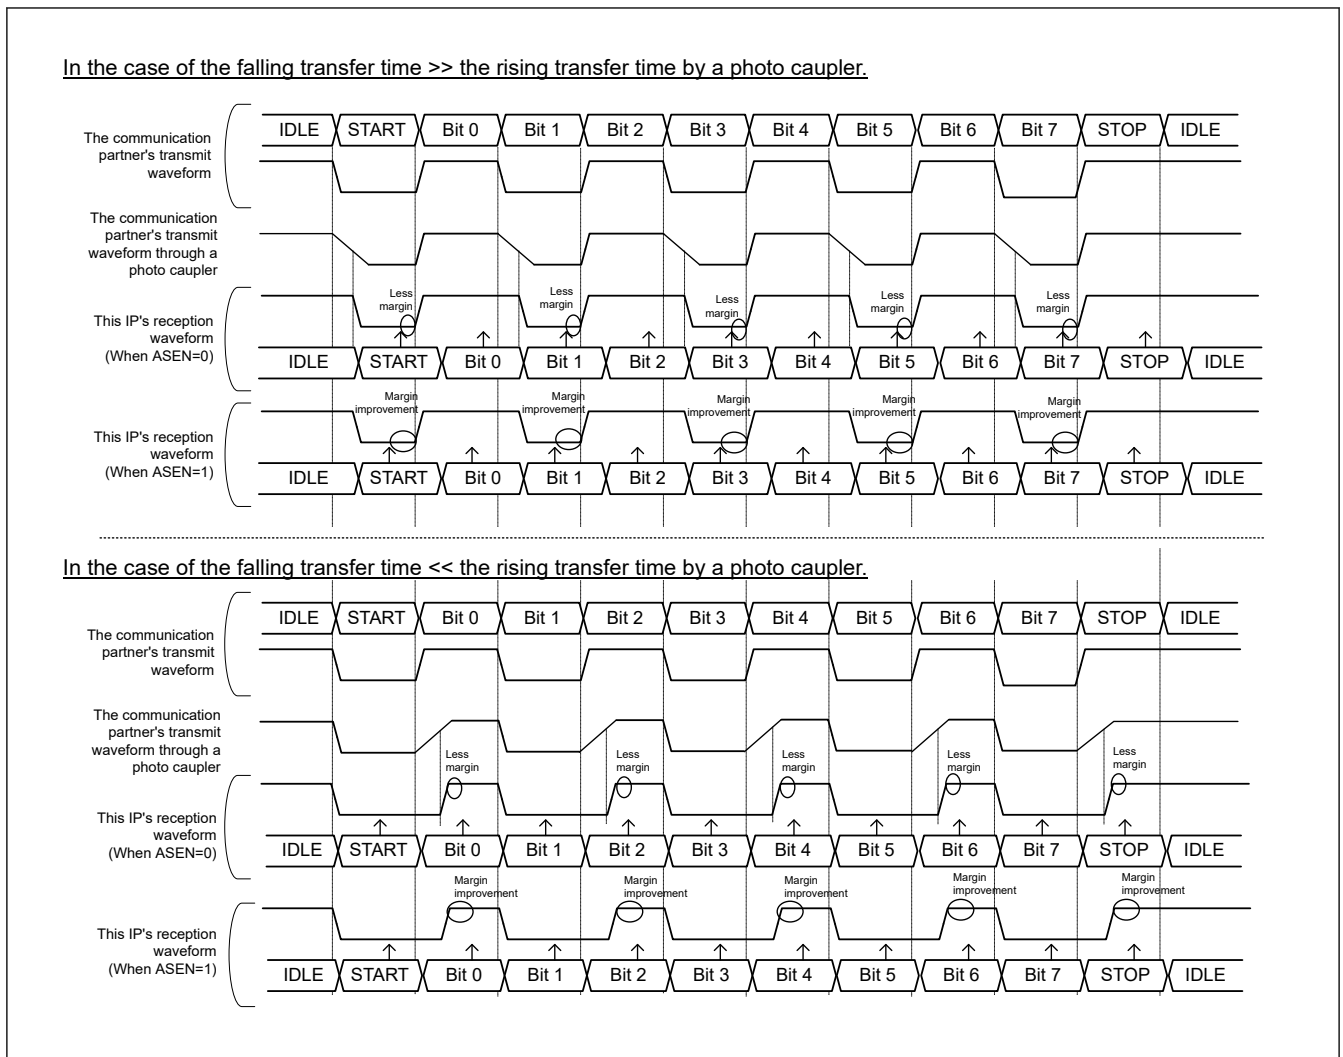 In the case of the falling transfer time >> the rising transfer time by a photo caupler.
The communication
partner's transmit
waveform
IDLE START Bit 0 Bit 1 Bit 2 Bit 3 Bit 4 Bit 5 Bit 6 Bit 7 STOP IDLE
The communication
partner's transmit
waveform through a
photo caupler
This IP's reception
waveform
(When ASEN=0)
Less
margin
Less
margin
Less
margin
Less
margin
Less
margin
IDLE START Bit 0 Bit 1 Bit 2 Bit 3 Bit 4 Bit 5 Bit 6 Bit 7 STOP IDLE
This IP's reception
waveform
(When ASEN=1)
Margin
improvement
Margin
improvement
Margin
improvement
Margin
improvement
Margin
improvement
IDLE START Bit 0 Bit 1 Bit 2 Bit 3 Bit 4 Bit 5 Bit 6 Bit 7 STOP IDLE
In the case of the falling transfer time << the rising transfer time by a photo caupler.
The communication
partner's transmit
waveform
IDLE START Bit 0 Bit 1 Bit 2 Bit 3 Bit 4 Bit 5 Bit 6 Bit 7 STOP IDLE
The communication
partner's transmit
waveform through a
photo caupler
Less
margin
Less
margin
Less
margin
Less
margin
Less
margin
This IP's reception
waveform
(When ASEN=0)
IDLE START Bit 0 Bit 1 Bit 2 Bit 3 Bit 4 Bit 5 Bit 6 Bit 7 STOP IDLE
Margin
improvement
Margin
improvement
Margin
improvement
Margin
improvement
Margin
improvement
This IP's reception
waveform
(When ASEN=1)
IDLE START Bit 0 Bit 1 Bit 2 Bit 3 Bit 4 Bit 5 Bit 6 Bit 7 STOP IDLE